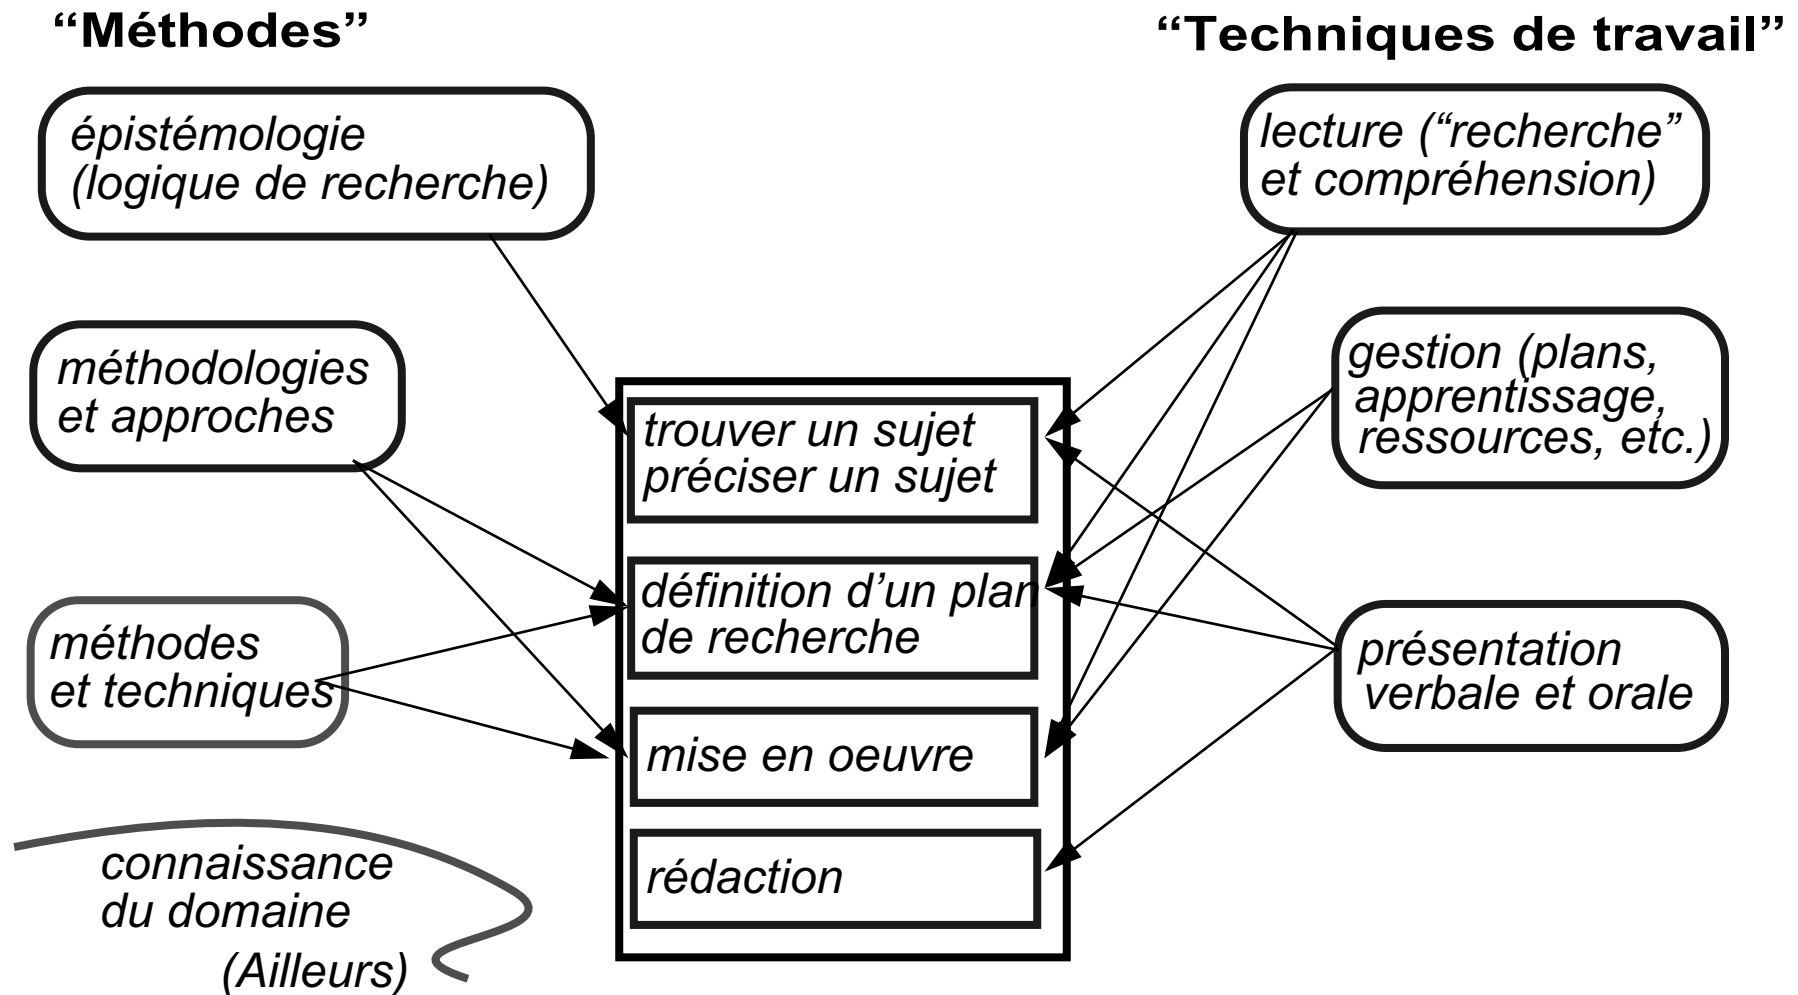 “Méthodes”
“Techniques de travail”
épistémologie
(logique de recherche)
lecture (“recherche”
et compréhension)
méthodologies
et approches
gestion (plans,
apprentissage,
ressources, etc.)
trouver un sujet
préciser un sujet
définition d’un plan
de recherche
méthodes
et techniques
présentation
verbale et orale
mise en oeuvre
rédaction
connaissance
du domaine
(Ailleurs)